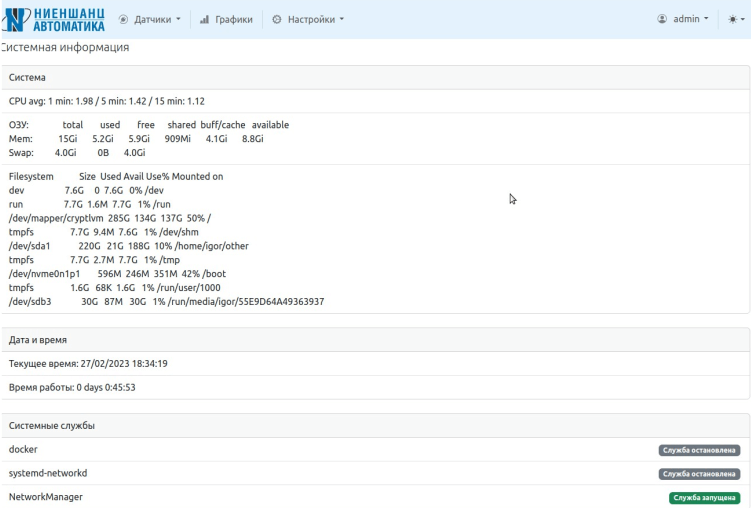 НИЕНШАНЦ
АВТОМАТИКА
Датчики
Графики
Настройки
admin
Системная информация
Система
CPU avg: 1 min: 1.98 / 5 min: 1.42 / 15 min: 1.12
ОЗУ: total used free shared buff/cache available
Mem: 15Gi 5.2Gi 5.9Gi 909Mi 4.1Gi 8.8Gi
Swap: 4.0Gi 0B 4.0Gi
Filesystem Size Used Avail Use% Mounted on
dev 7.6G 0 7.6G 0% /dev
run 7.7G 1.6M 7.7G 1% /run
/dev/mapper/cryptlvm 285G 134G 137G 50% /
tmpfs 7.7G 9.4M 7.6G 1% /dev/shm
/dev/sda1 220G 21G 188G 10% /home/igor/other
tmpfs 7.7G 2.7M 7.7G 1% /tmp
/dev/nvme0n1p1 596M 246M 351M 42% /boot
tmpfs 1.6G 68K 1.6G 1% /run/user/1000
/dev/sdb3 30G 87M 30G 1% /run/media/igor/55E9D64A49363937
Дата и время
Текущее время: 27/02/2023 18:34:19
Время работы: 0 days 0:45:53
Системные службы
docker Служба остановлена
systemd-networkd Служба остановлена
NetworkManager Служба запущена